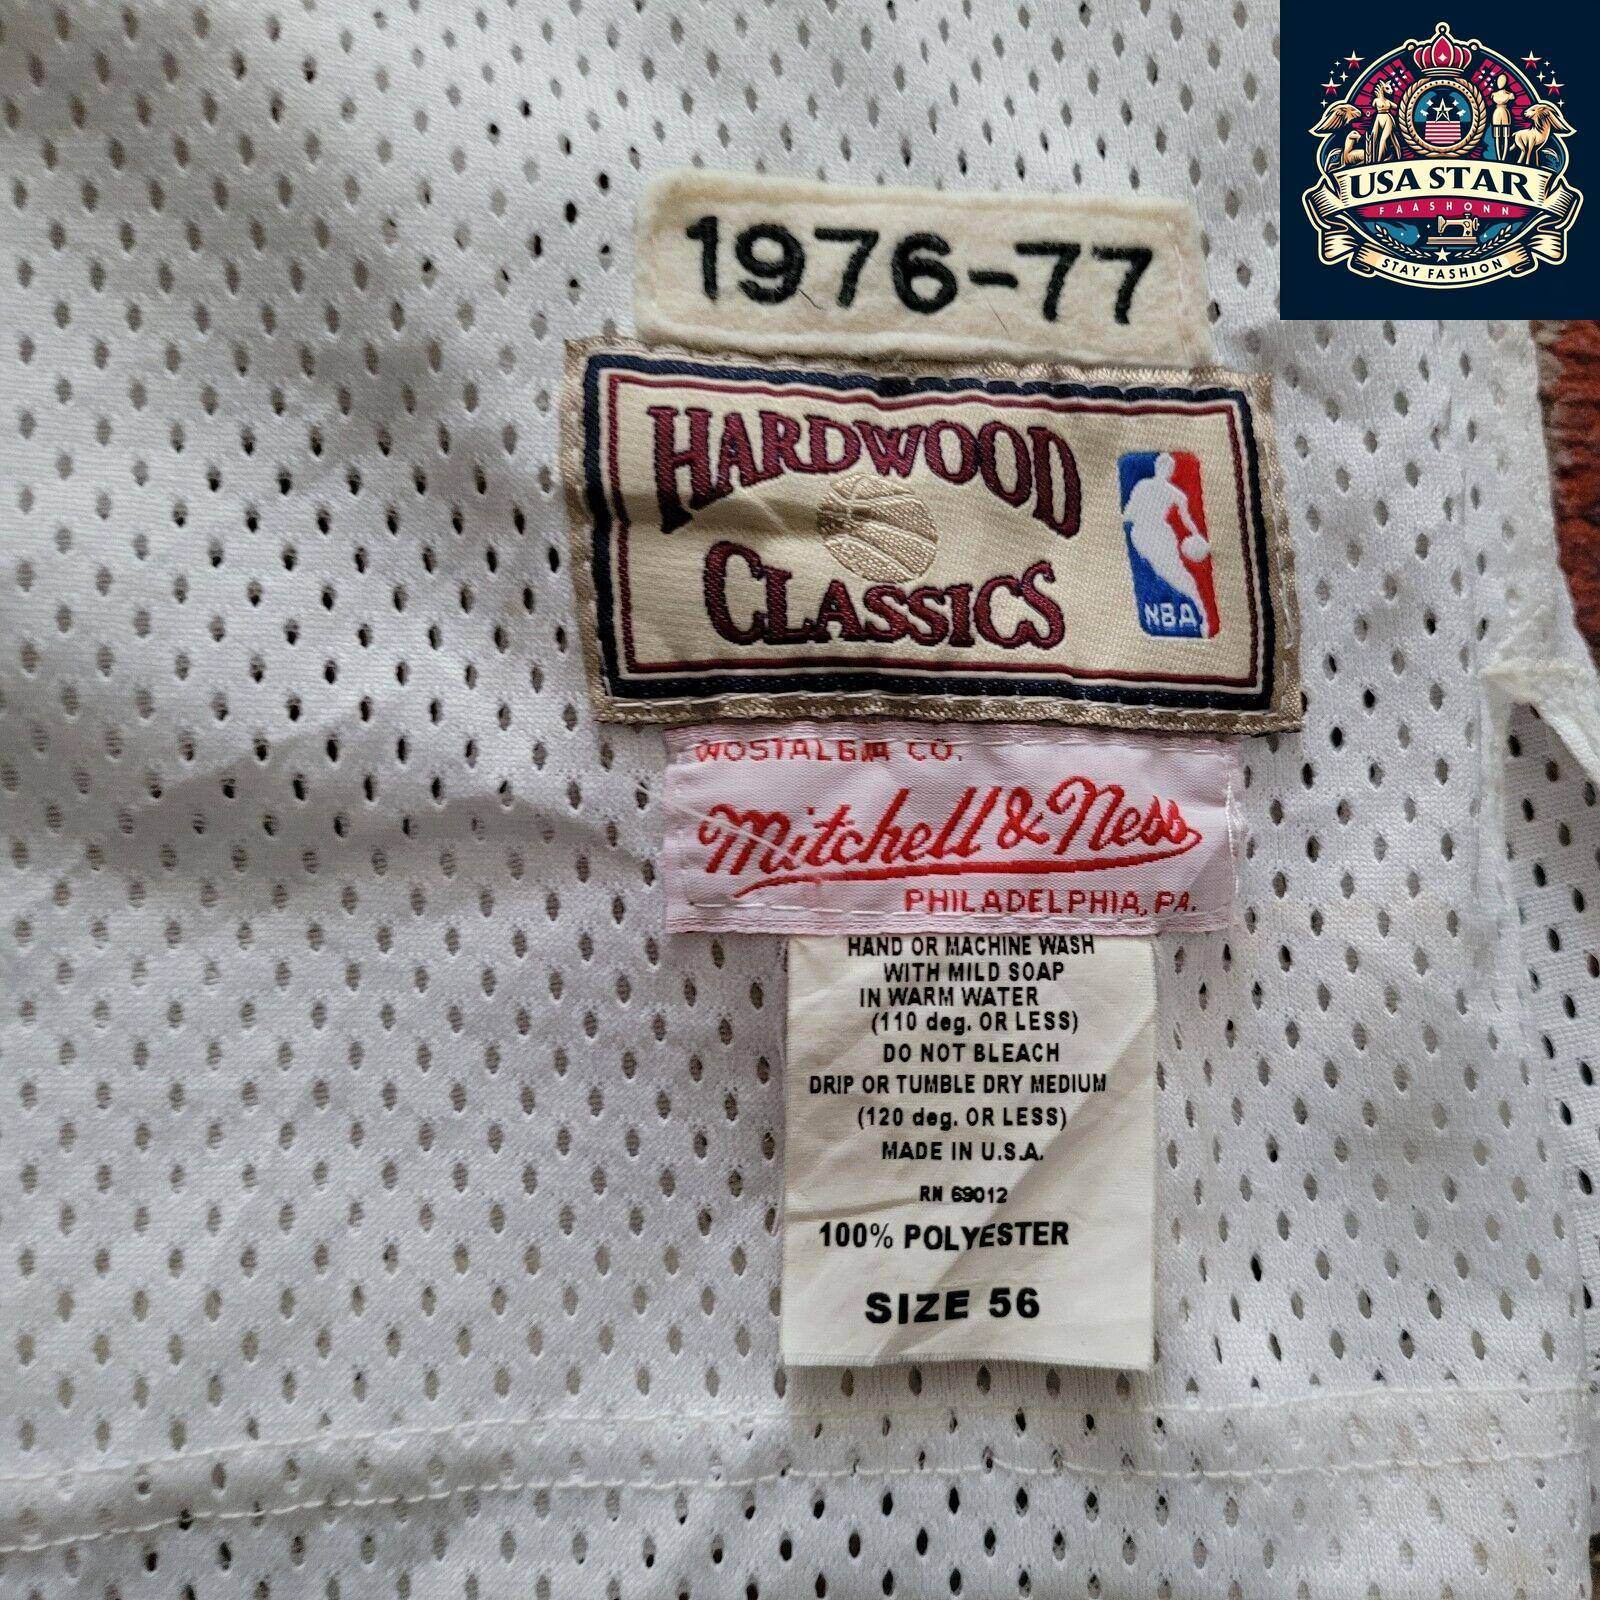 USA STAR
FAASHONN
STAY FASHION
1976-77
HARDWOOD
CLASSICS
NBA
NOSTALGIA CO.
Mitchell & Ness
PHILADELPHIA, PA.
HAND OR MACHINE WASH
WITH MILD SOAP
IN WARM WATER
(110 deg. OR LESS)
DO NOT BLEACH
DRIP OR TUMBLE DRY MEDIUM
(120 deg. OR LESS)
MADE IN U.S.A.
RN 69012
100% POLYESTER
SIZE 56